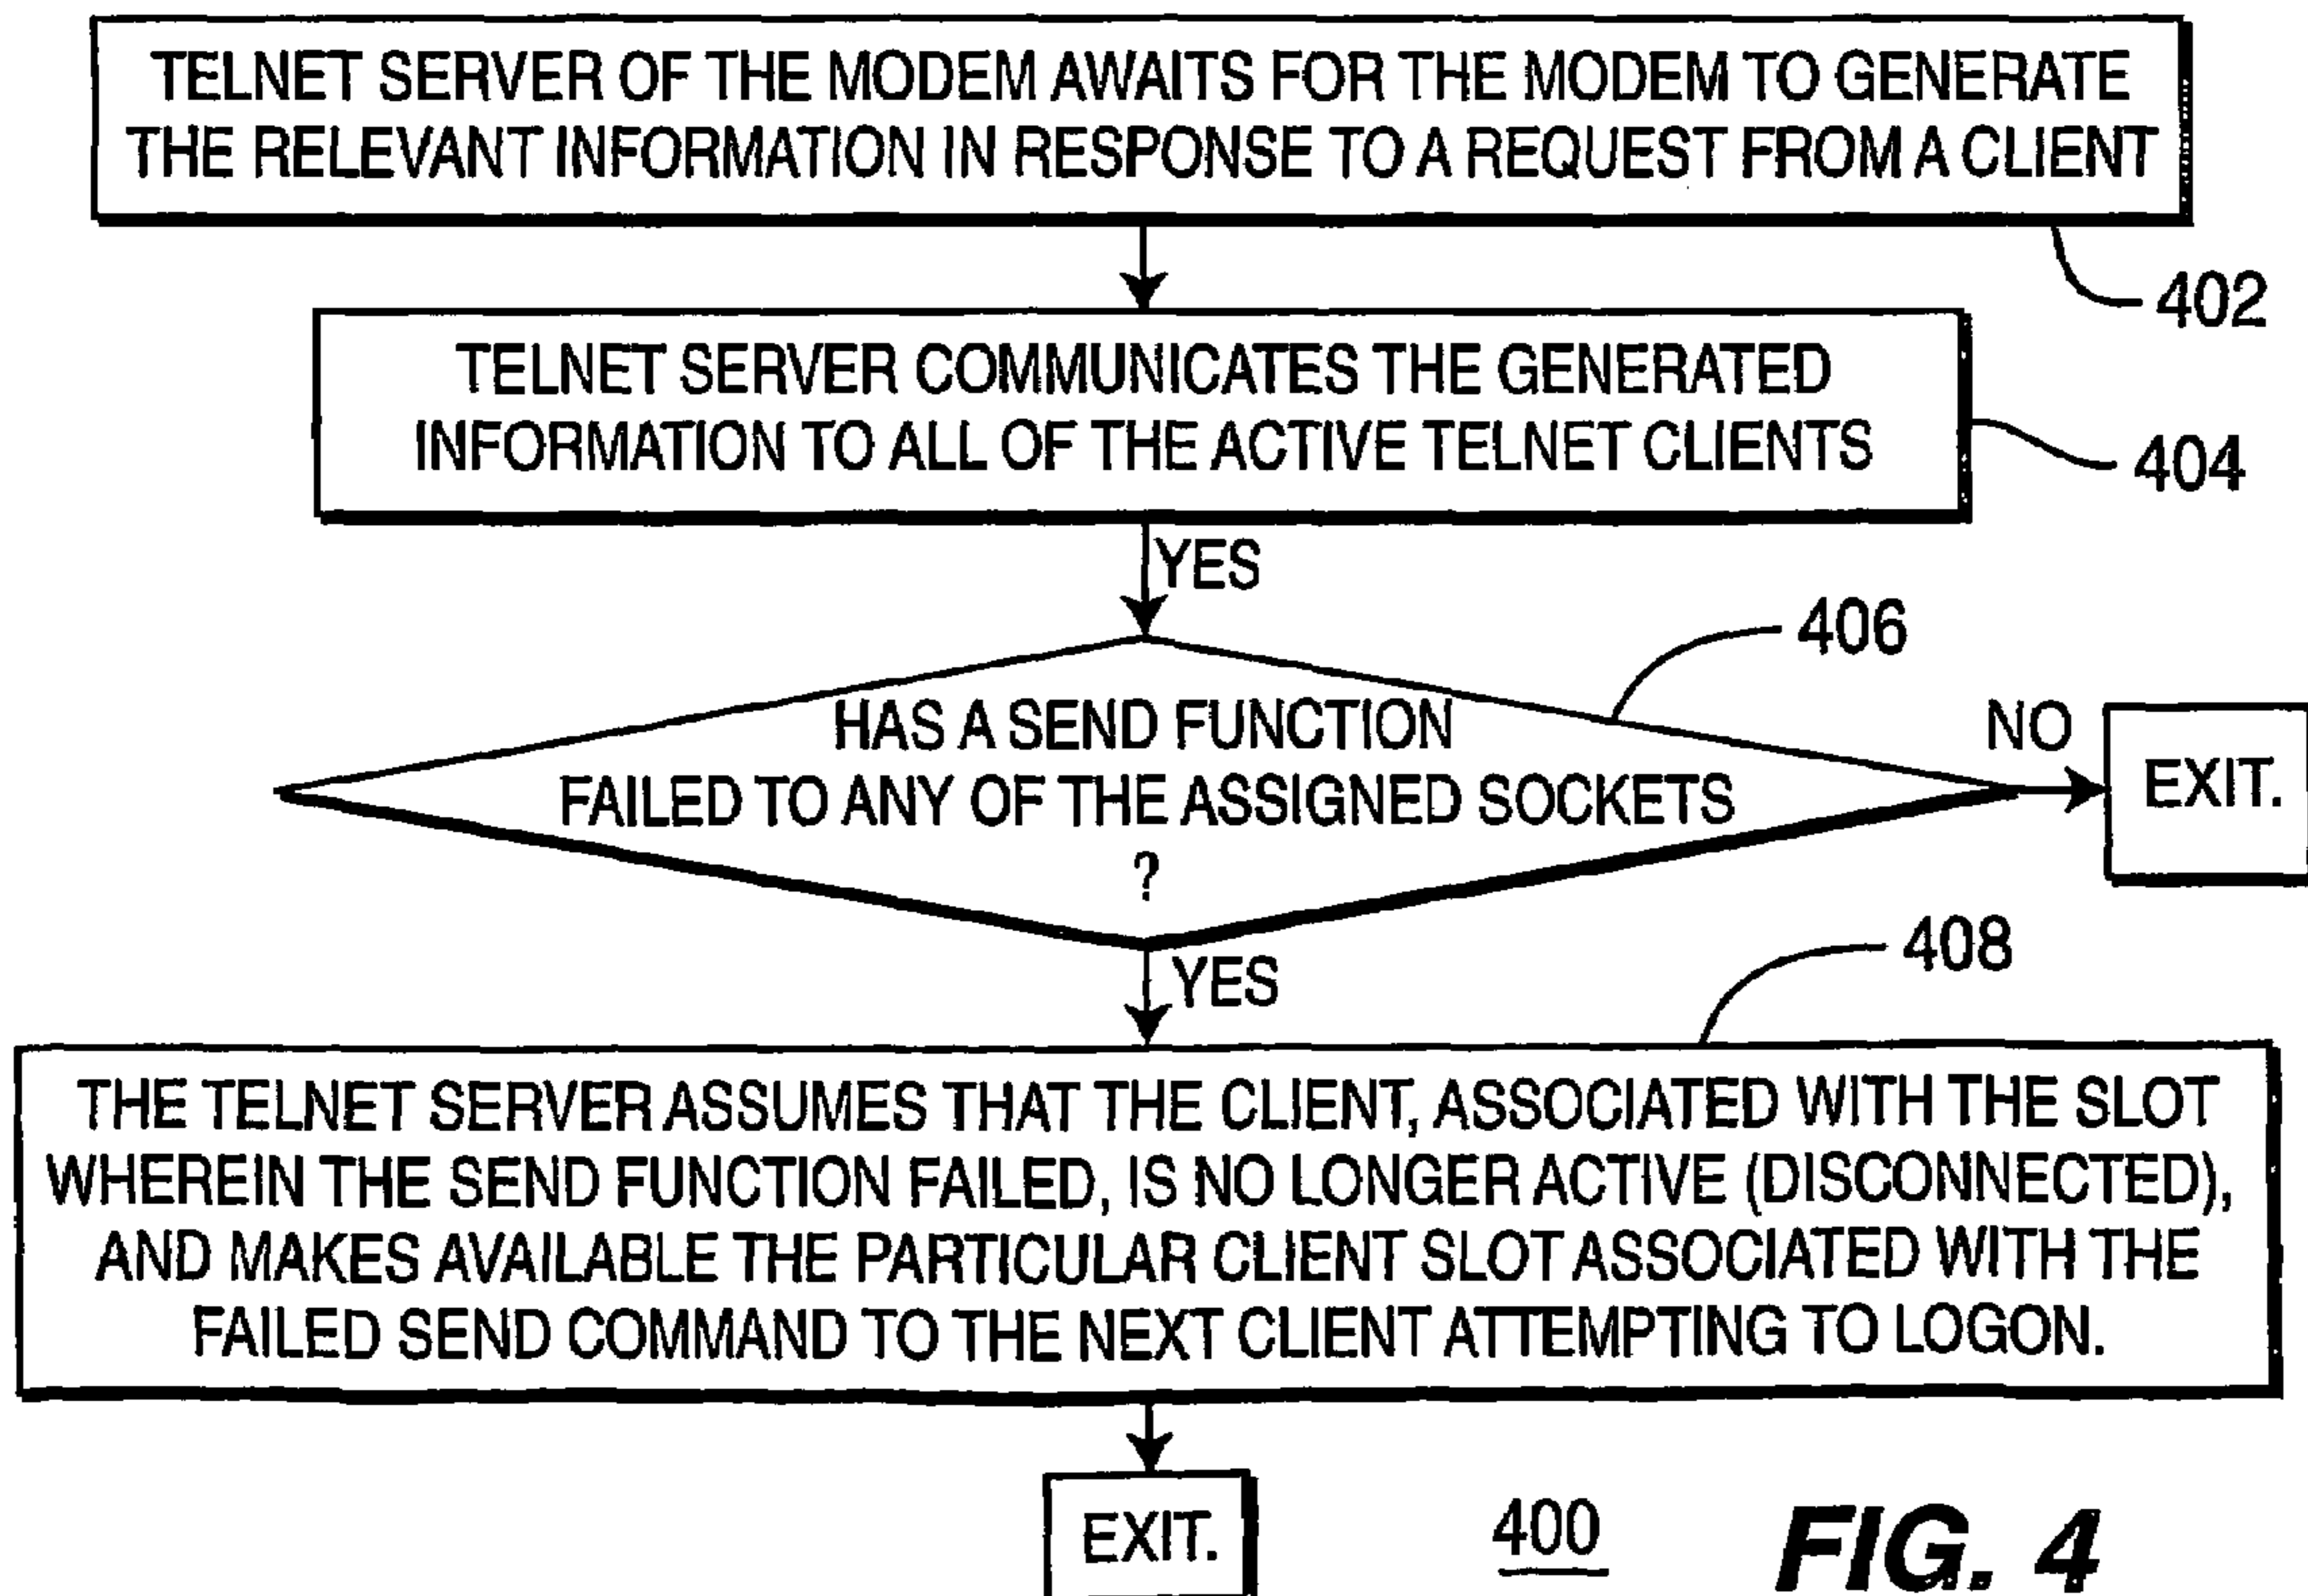 TELNET SERVER OF THE MODEM AWAITS FOR THE MODEM TO GENERATE
THE RELEVANT INFORMATION IN RESPONSE TO A REQUEST FROM A CLIENT
402
TELNET SERVER COMMUNICATES THE GENERATED
INFORMATION TO ALL OF THE ACTIVE TELNET CLIENTS
404
YES
406
HAS A SEND FUNCTION
FAILED TO ANY OF THE ASSIGNED SOCKETS
?
NO
EXIT.
YES
408
THE TELNET SERVER ASSUMES THAT THE CLIENT, ASSOCIATED WITH THE SLOT
WHEREIN THE SEND FUNCTION FAILED, IS NO LONGER ACTIVE (DISCONNECTED),
AND MAKES AVAILABLE THE PARTICULAR CLIENT SLOT ASSOCIATED WITH THE
FAILED SEND COMMAND TO THE NEXT CLIENT ATTEMPTING TO LOGON.
EXIT.
400
FIG. 4